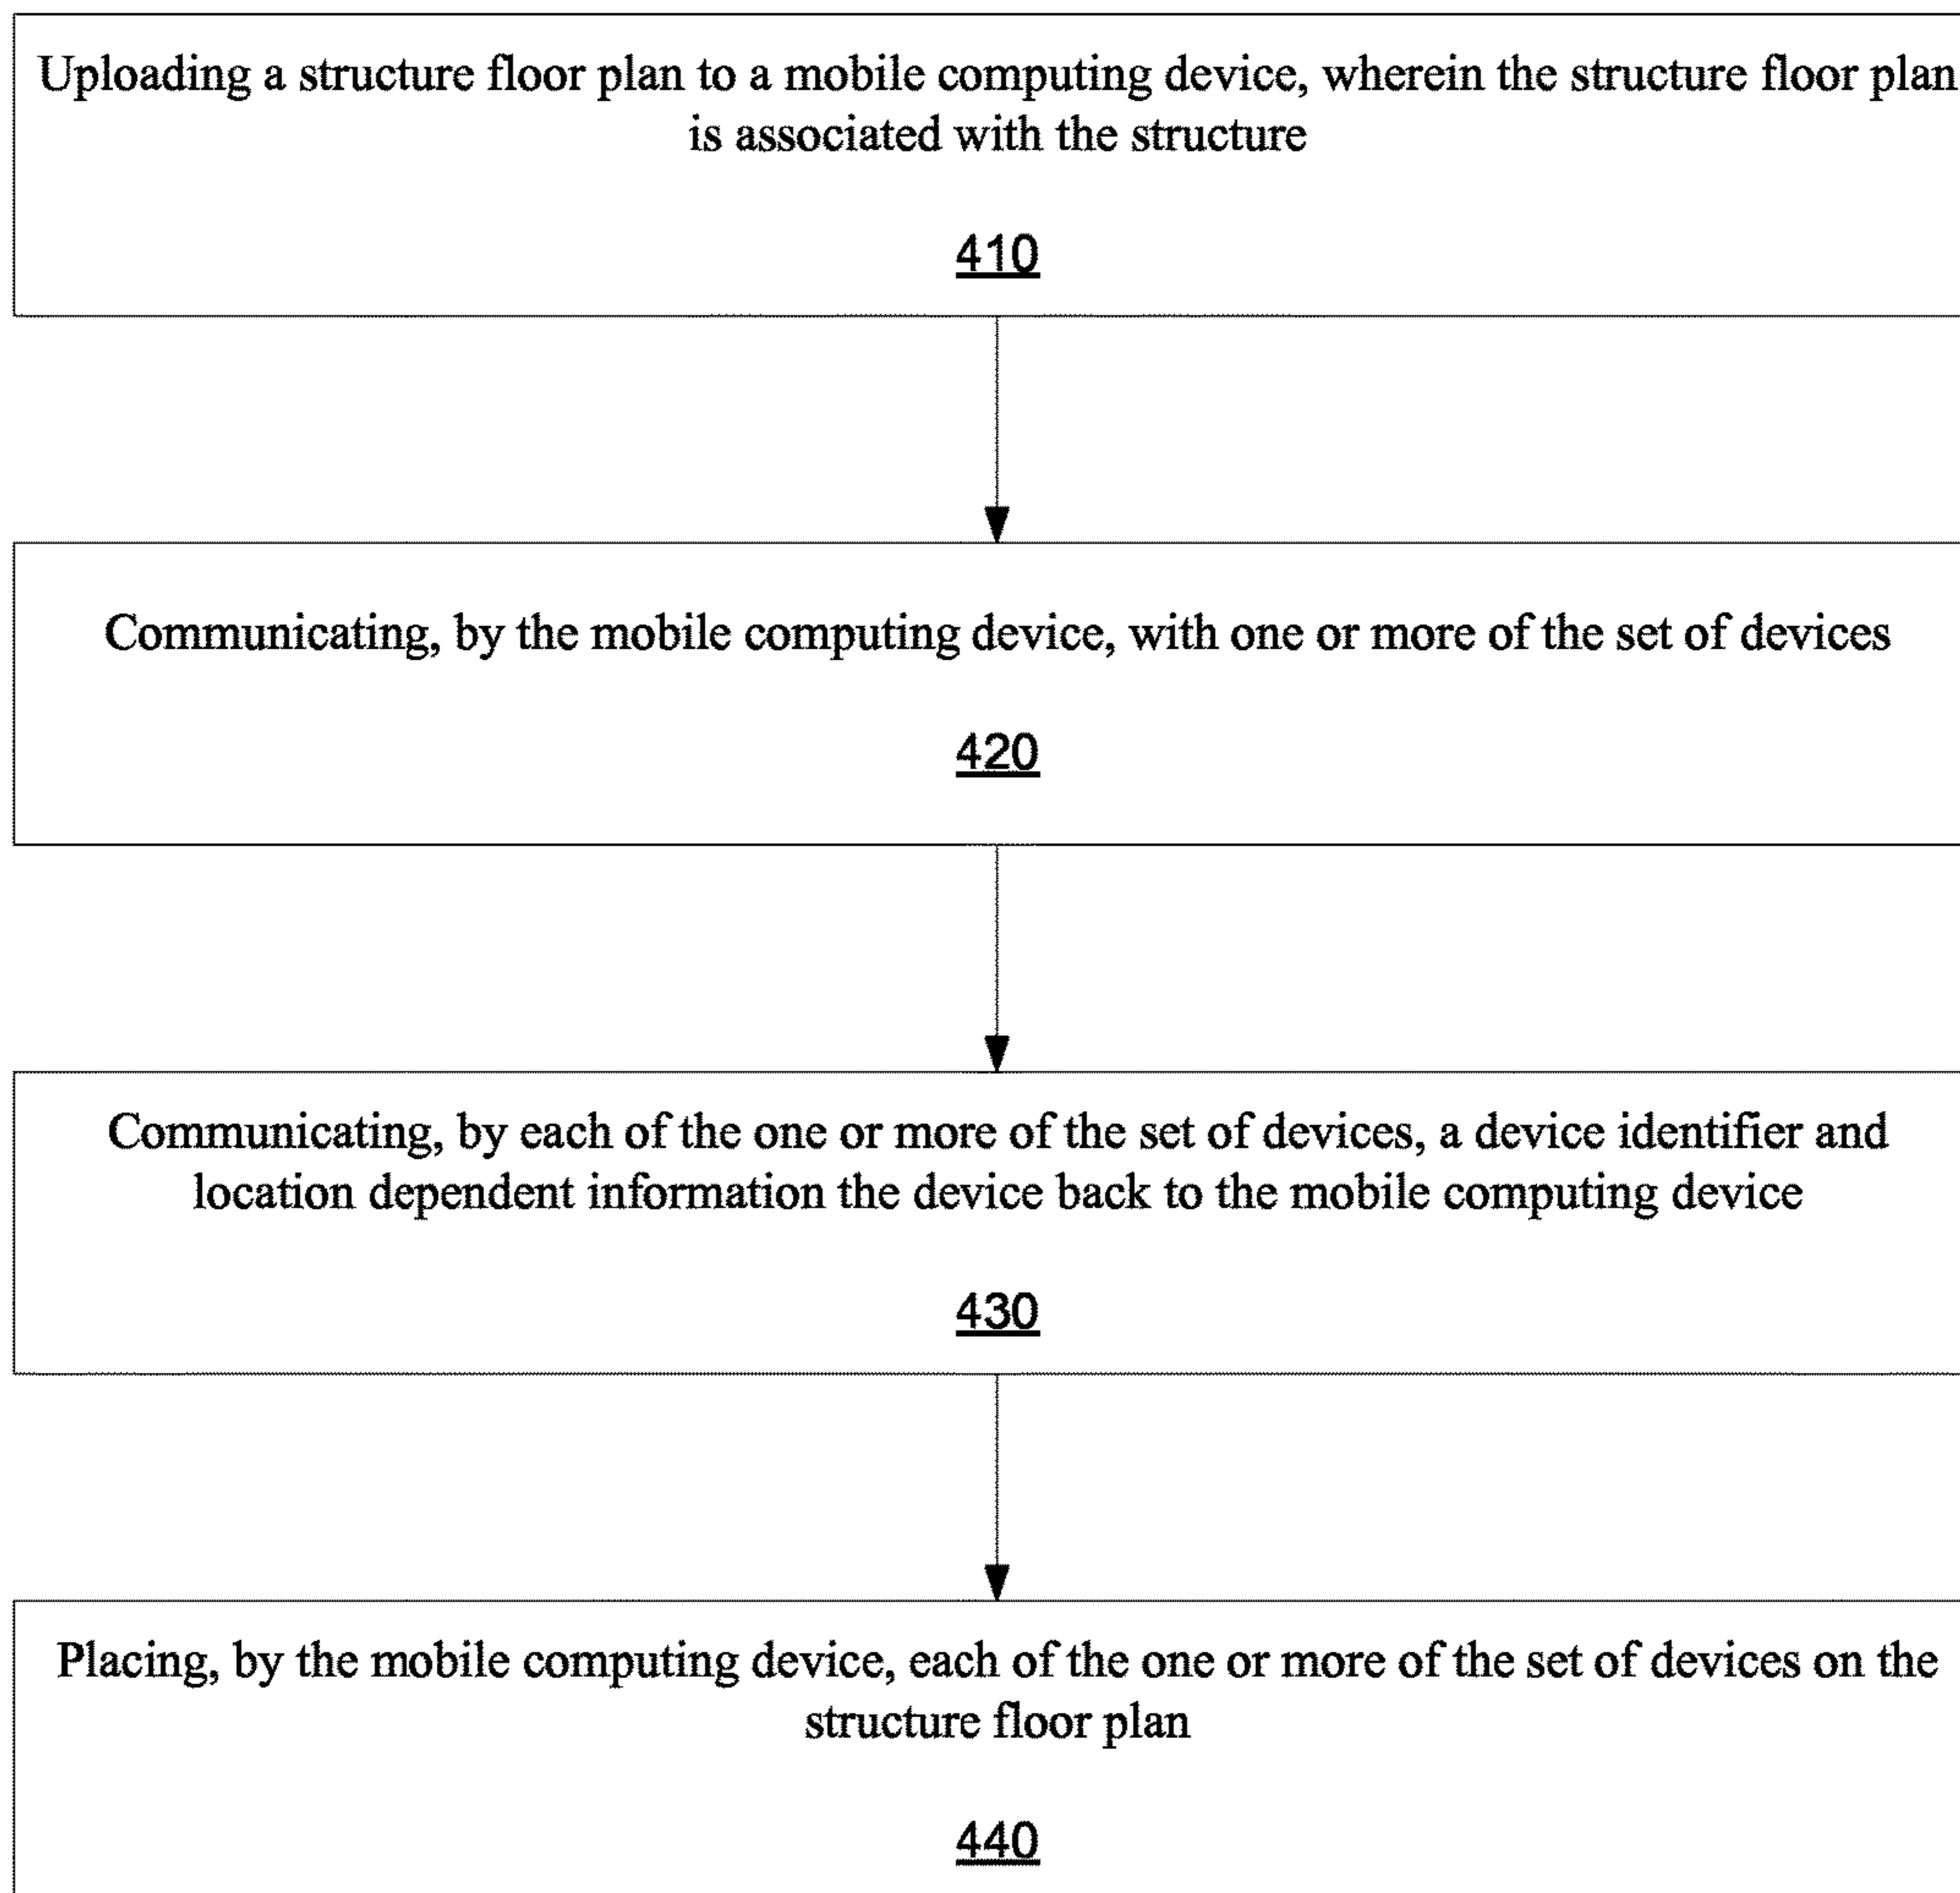 Uploading a structure floor plan to a mobile computing device, wherein the structure floor plan
is associated with the structure
410
Communicating, by the mobile computing device, with one or more of the set of devices
420
Communicating, by each of the one or more of the set of devices, a device identifier and
location dependent information the device back to the mobile computing device
430
Placing, by the mobile computing device, each of the one or more of the set of devices on the
structure floor plan
440